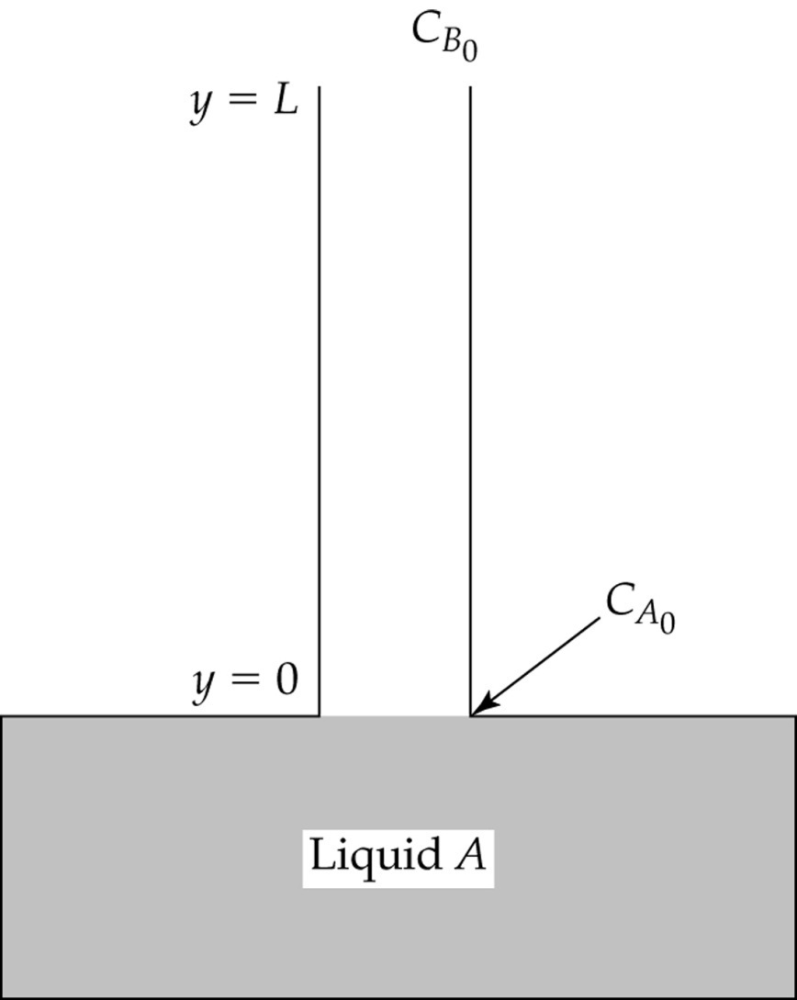 C_{B_0}
y = L
C_{A_0}
y = 0
Liquid A